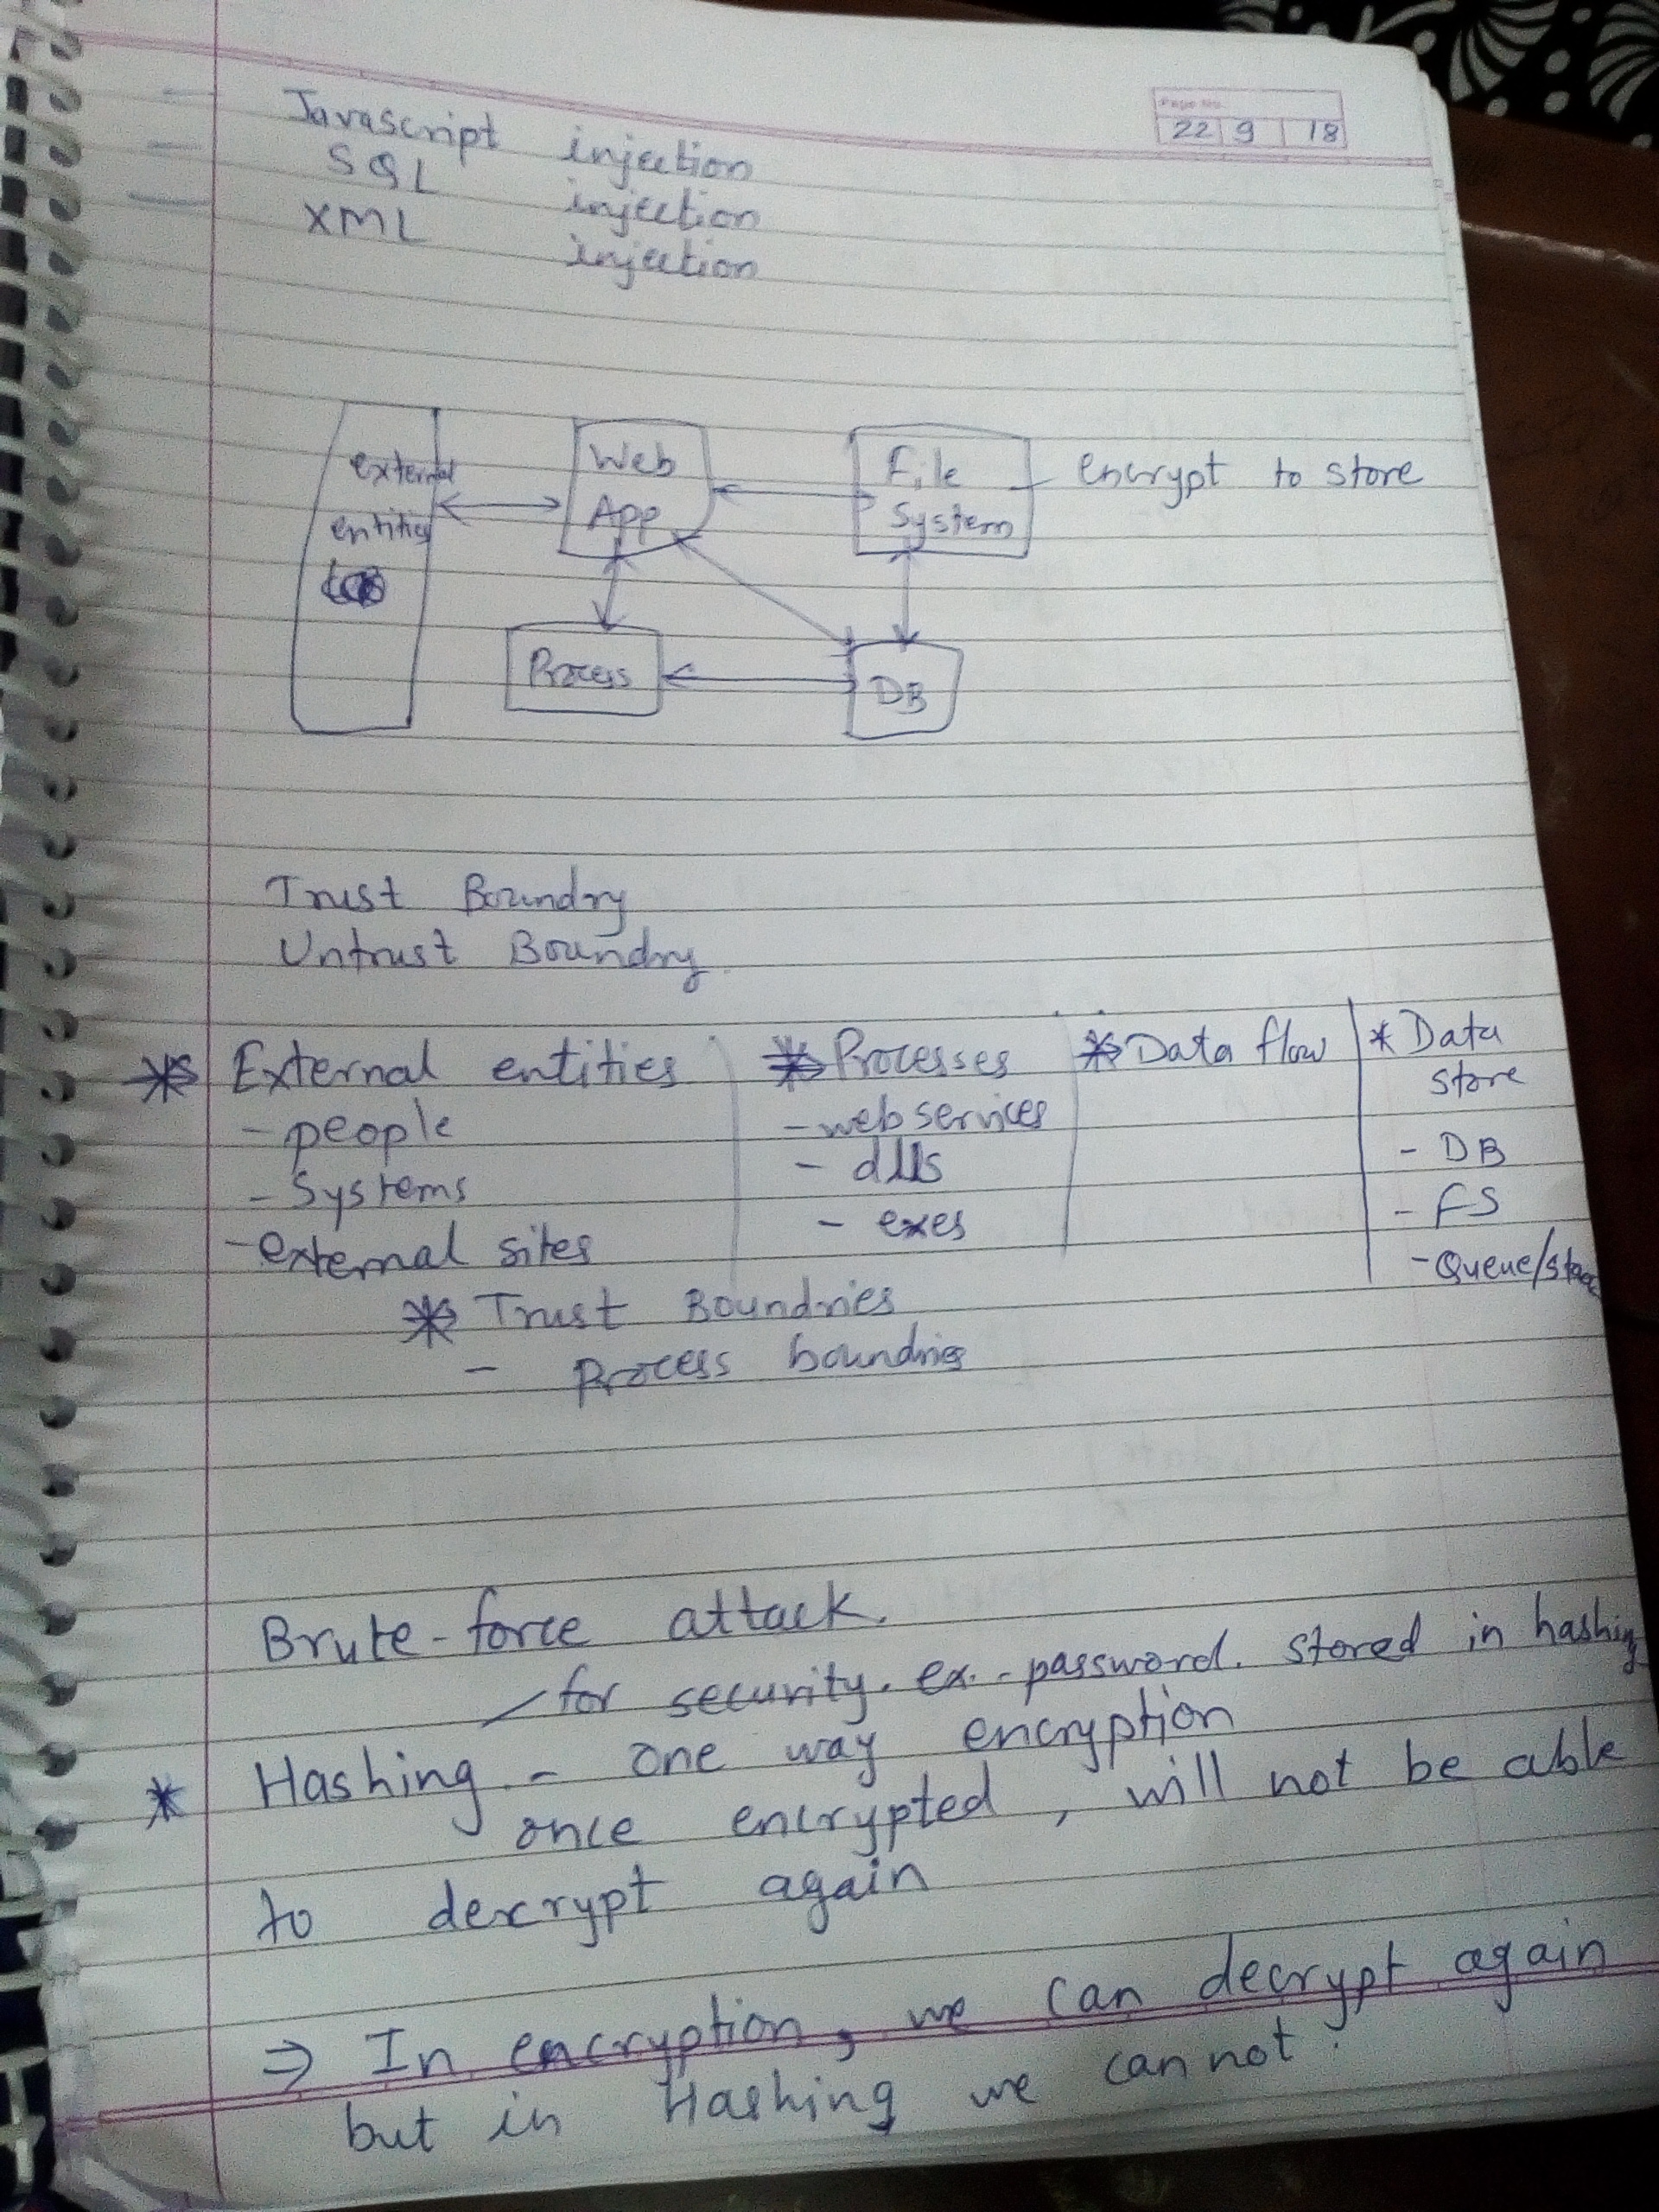 Page No.
22 9 18
Javascript injection
SQL injection
XML injection
external
entities
Web
App
File
System
encrypt to store
Process
DB
Trust Boundry
Untrust Boundry
* External entities
- people
- Systems
- external sites
* Processes
- web services
- dlls
- exes
* Data flow
* Data
store
- DB
- FS
- Queue/
* Trust Boundries
- Process boundries
Brute-force attack.
for security. ex. - password. stored in hashing
* Hashing - one way encryption
once encrypted, will not be able
to decrypt again
⇒ In encryption, we can decrypt again
but in Hashing we cannot.